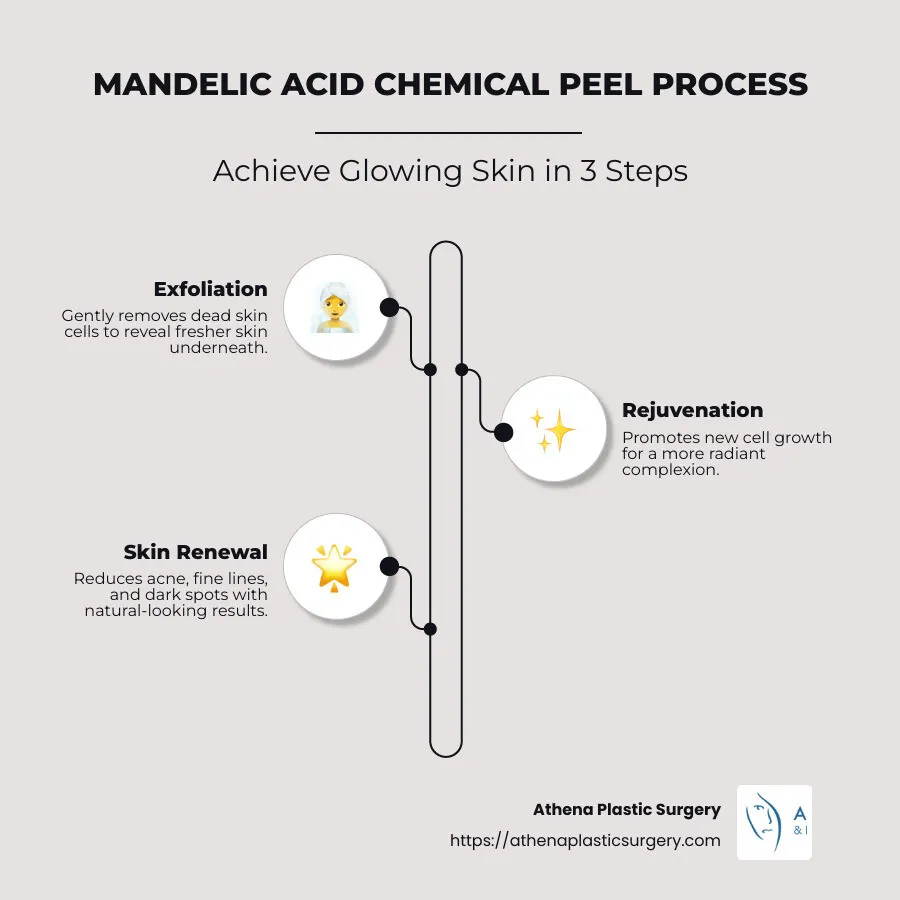 MANDELIC ACID CHEMICAL PEEL PROCESS
Achieve Glowing Skin in 3 Steps
Exfoliation
Gently removes dead skin
cells to reveal fresher skin
underneath.
Rejuvenation
Promotes new cell growth
for a more radiant
complexion.
Skin Renewal
Reduces acne, fine lines,
and dark spots with
natural-looking results.
Athena Plastic Surgery
https://athenaplasticsurgery.com
A
& I